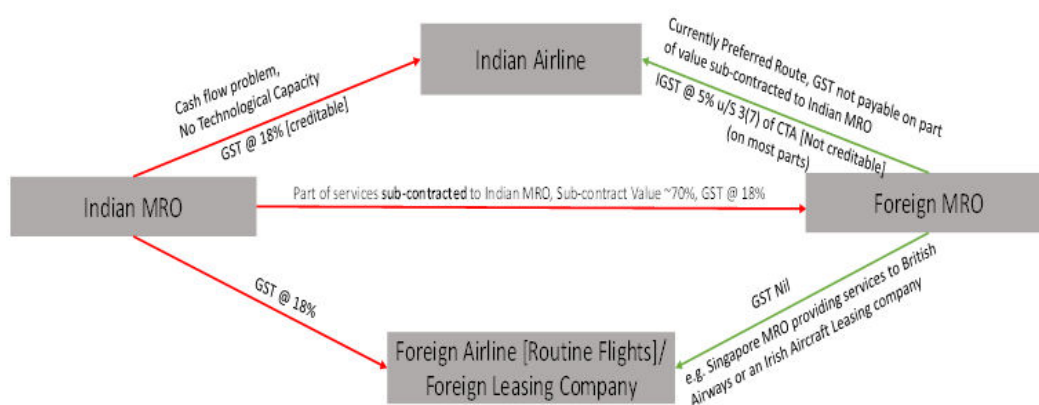 Indian Airline
Cash flow problem,
No Technological Capacity
GST @ 18% [creditable]
Currently Preferred Route, GST not payable on part
of value sub-contracted to Indian MRO
IGST @ 5% u/S 3(7) of CTA [Not creditable]
(on most parts)
Indian MRO
Part of services sub-contracted to Indian MRO, Sub-contract Value ~70%, GST @ 18%
Foreign MRO
GST @ 18%
GST Nil
e.g. Singapore MRO providing services to British
Airways or an Irish Aircraft Leasing company
Foreign Airline [Routine Flights]/
Foreign Leasing Company